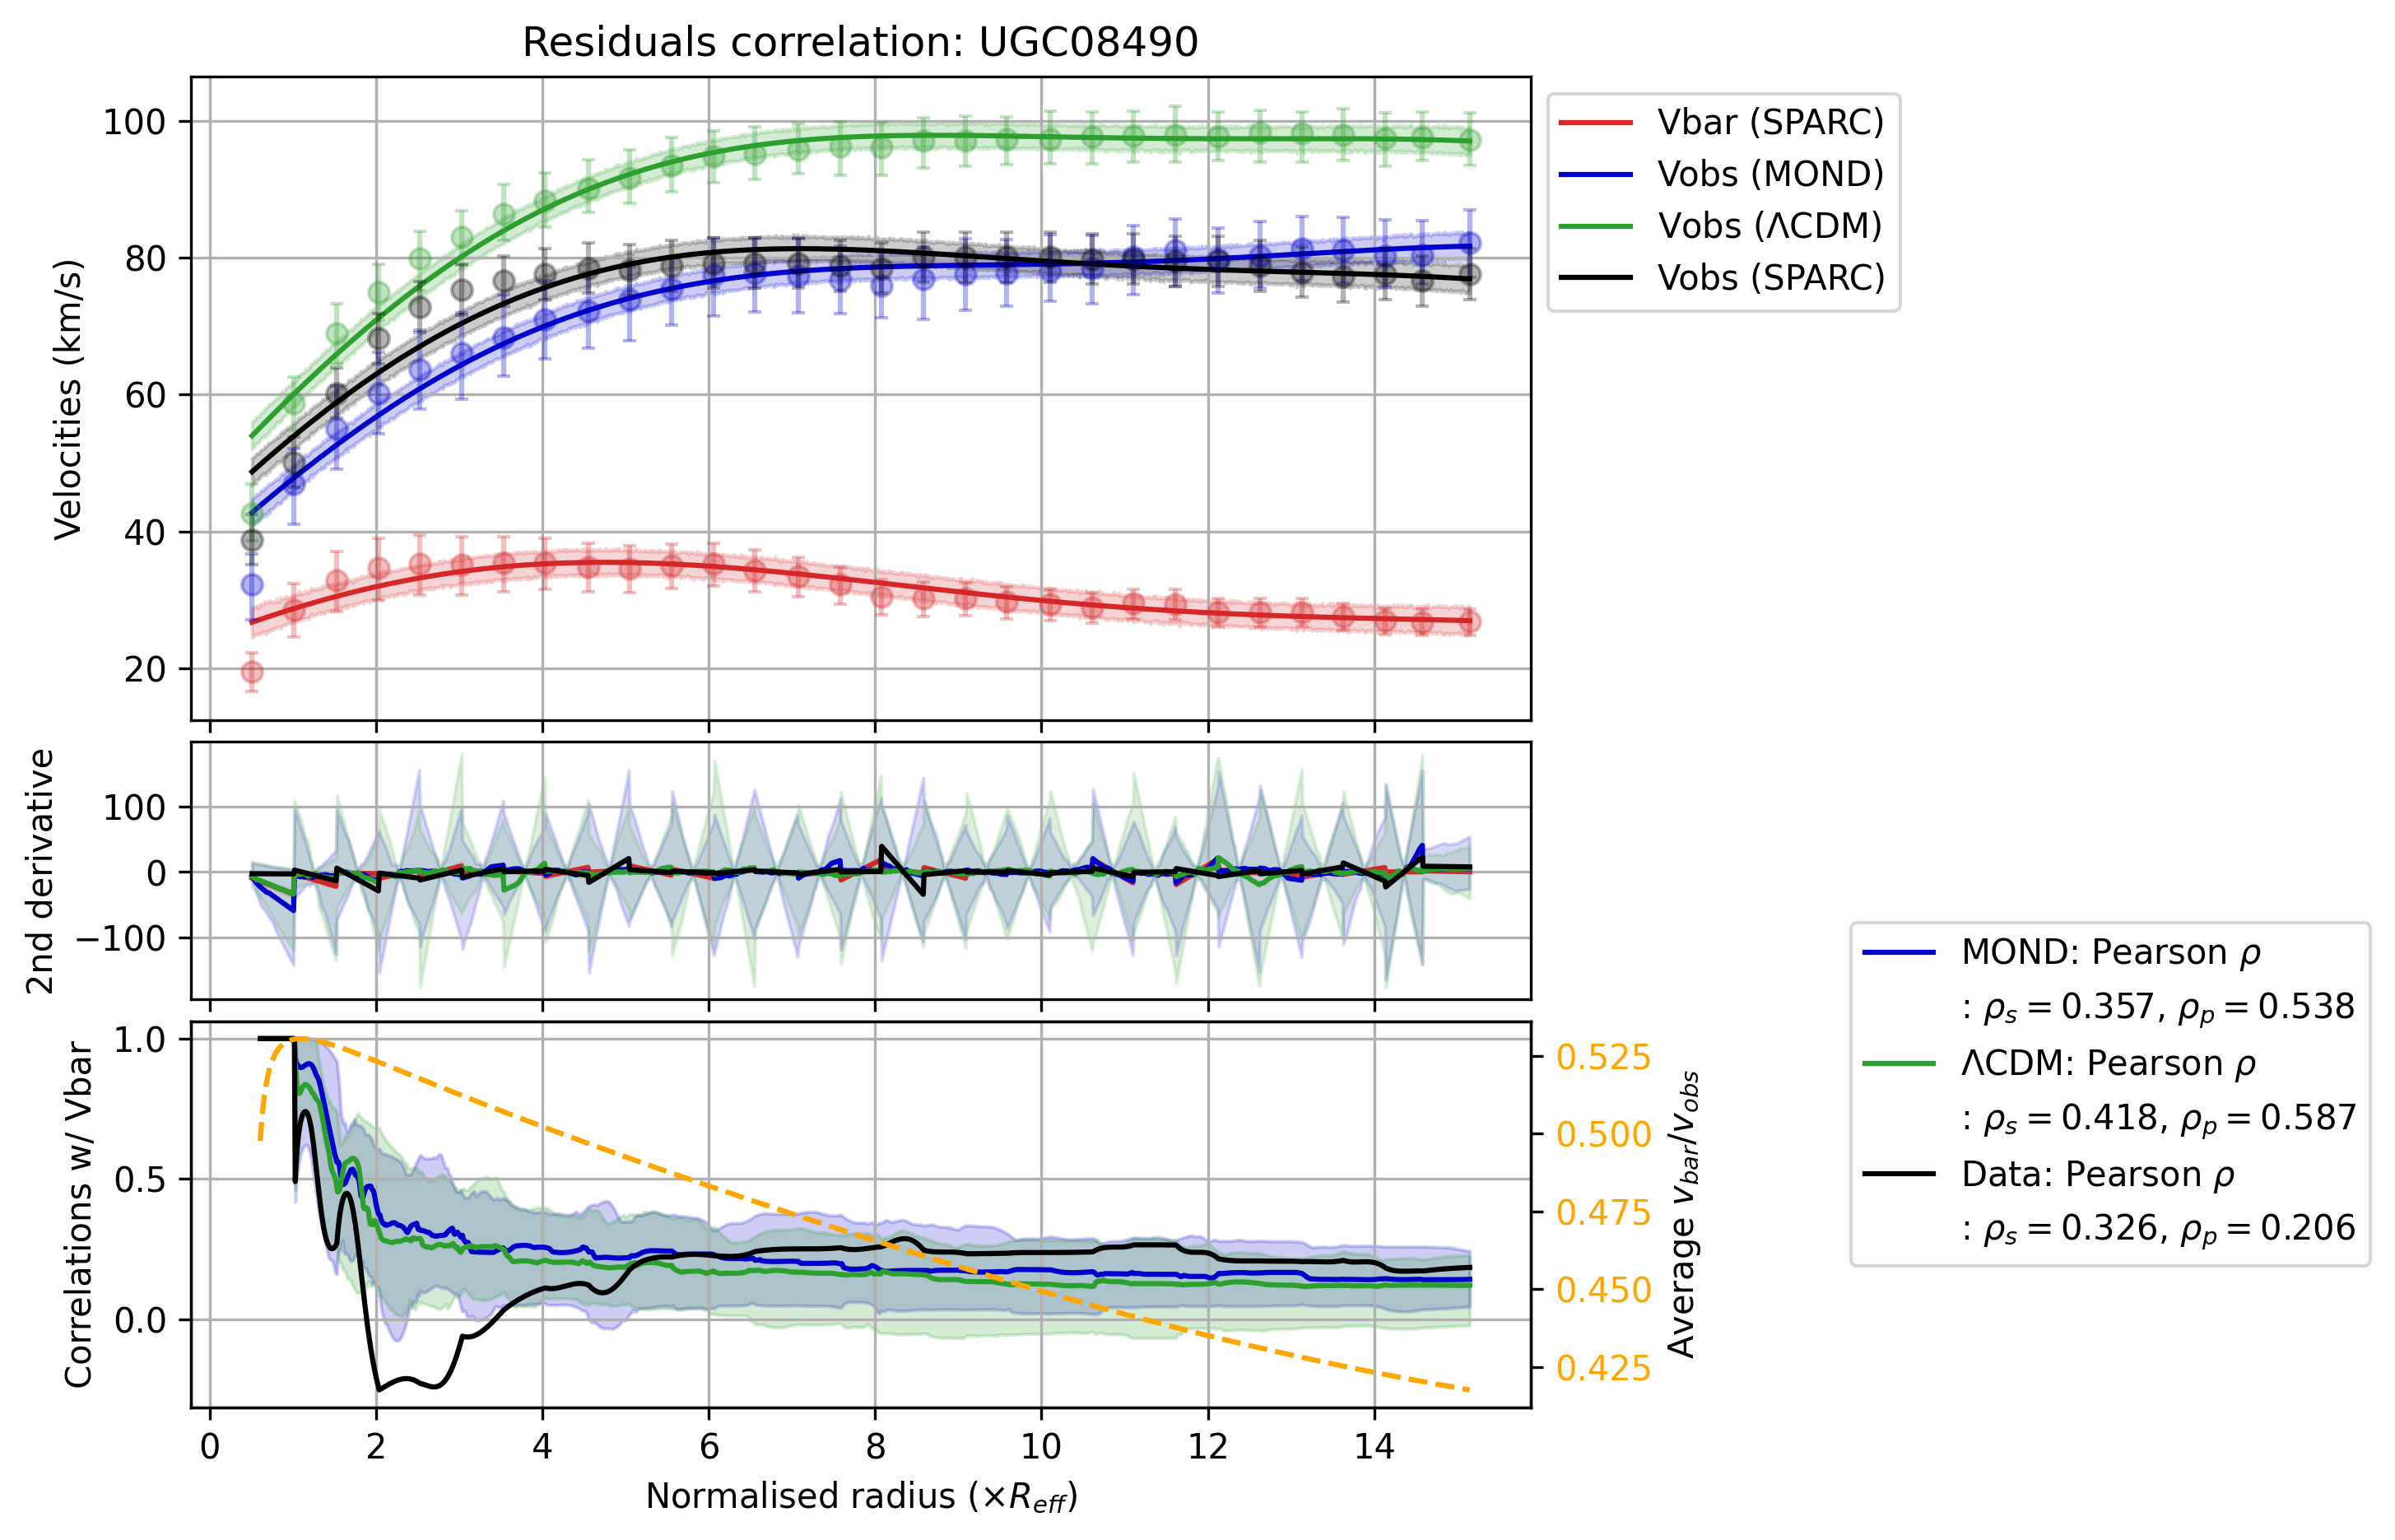 Residuals correlation: UGC08490
Velocities (km/s)
100
80
60
40
20
Vbar (SPARC)
Vobs (MOND)
Vobs (ΛCDM)
Vobs (SPARC)
2nd derivative
100
0
−100
Correlations w/ Vbar
1.0
0.5
0.0
0.525
0.500
0.475
0.450
0.425
Average v_bar/v_obs
MOND: Pearson ρ
: ρ_s = 0.357, ρ_p = 0.538
ΛCDM: Pearson ρ
: ρ_s = 0.418, ρ_p = 0.587
Data: Pearson ρ
: ρ_s = 0.326, ρ_p = 0.206
0 2 4 6 8 10 12 14
Normalised radius (×R_eff)